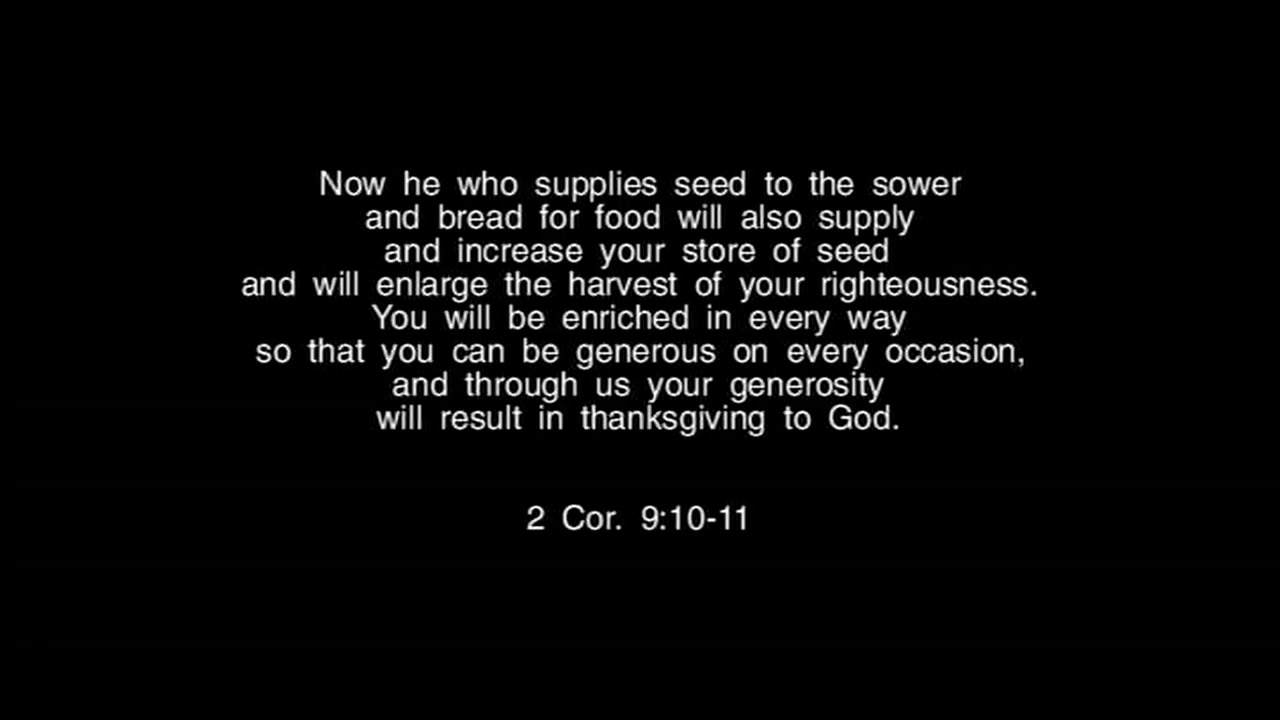 Now he who supplies seed to the sower
and bread for food will also supply
and increase your store of seed
and will enlarge the harvest of your righteousness.
You will be enriched in every way
so that you can be generous on every occasion,
and through us your generosity
will result in thanksgiving to God.
2 Cor. 9:10-11